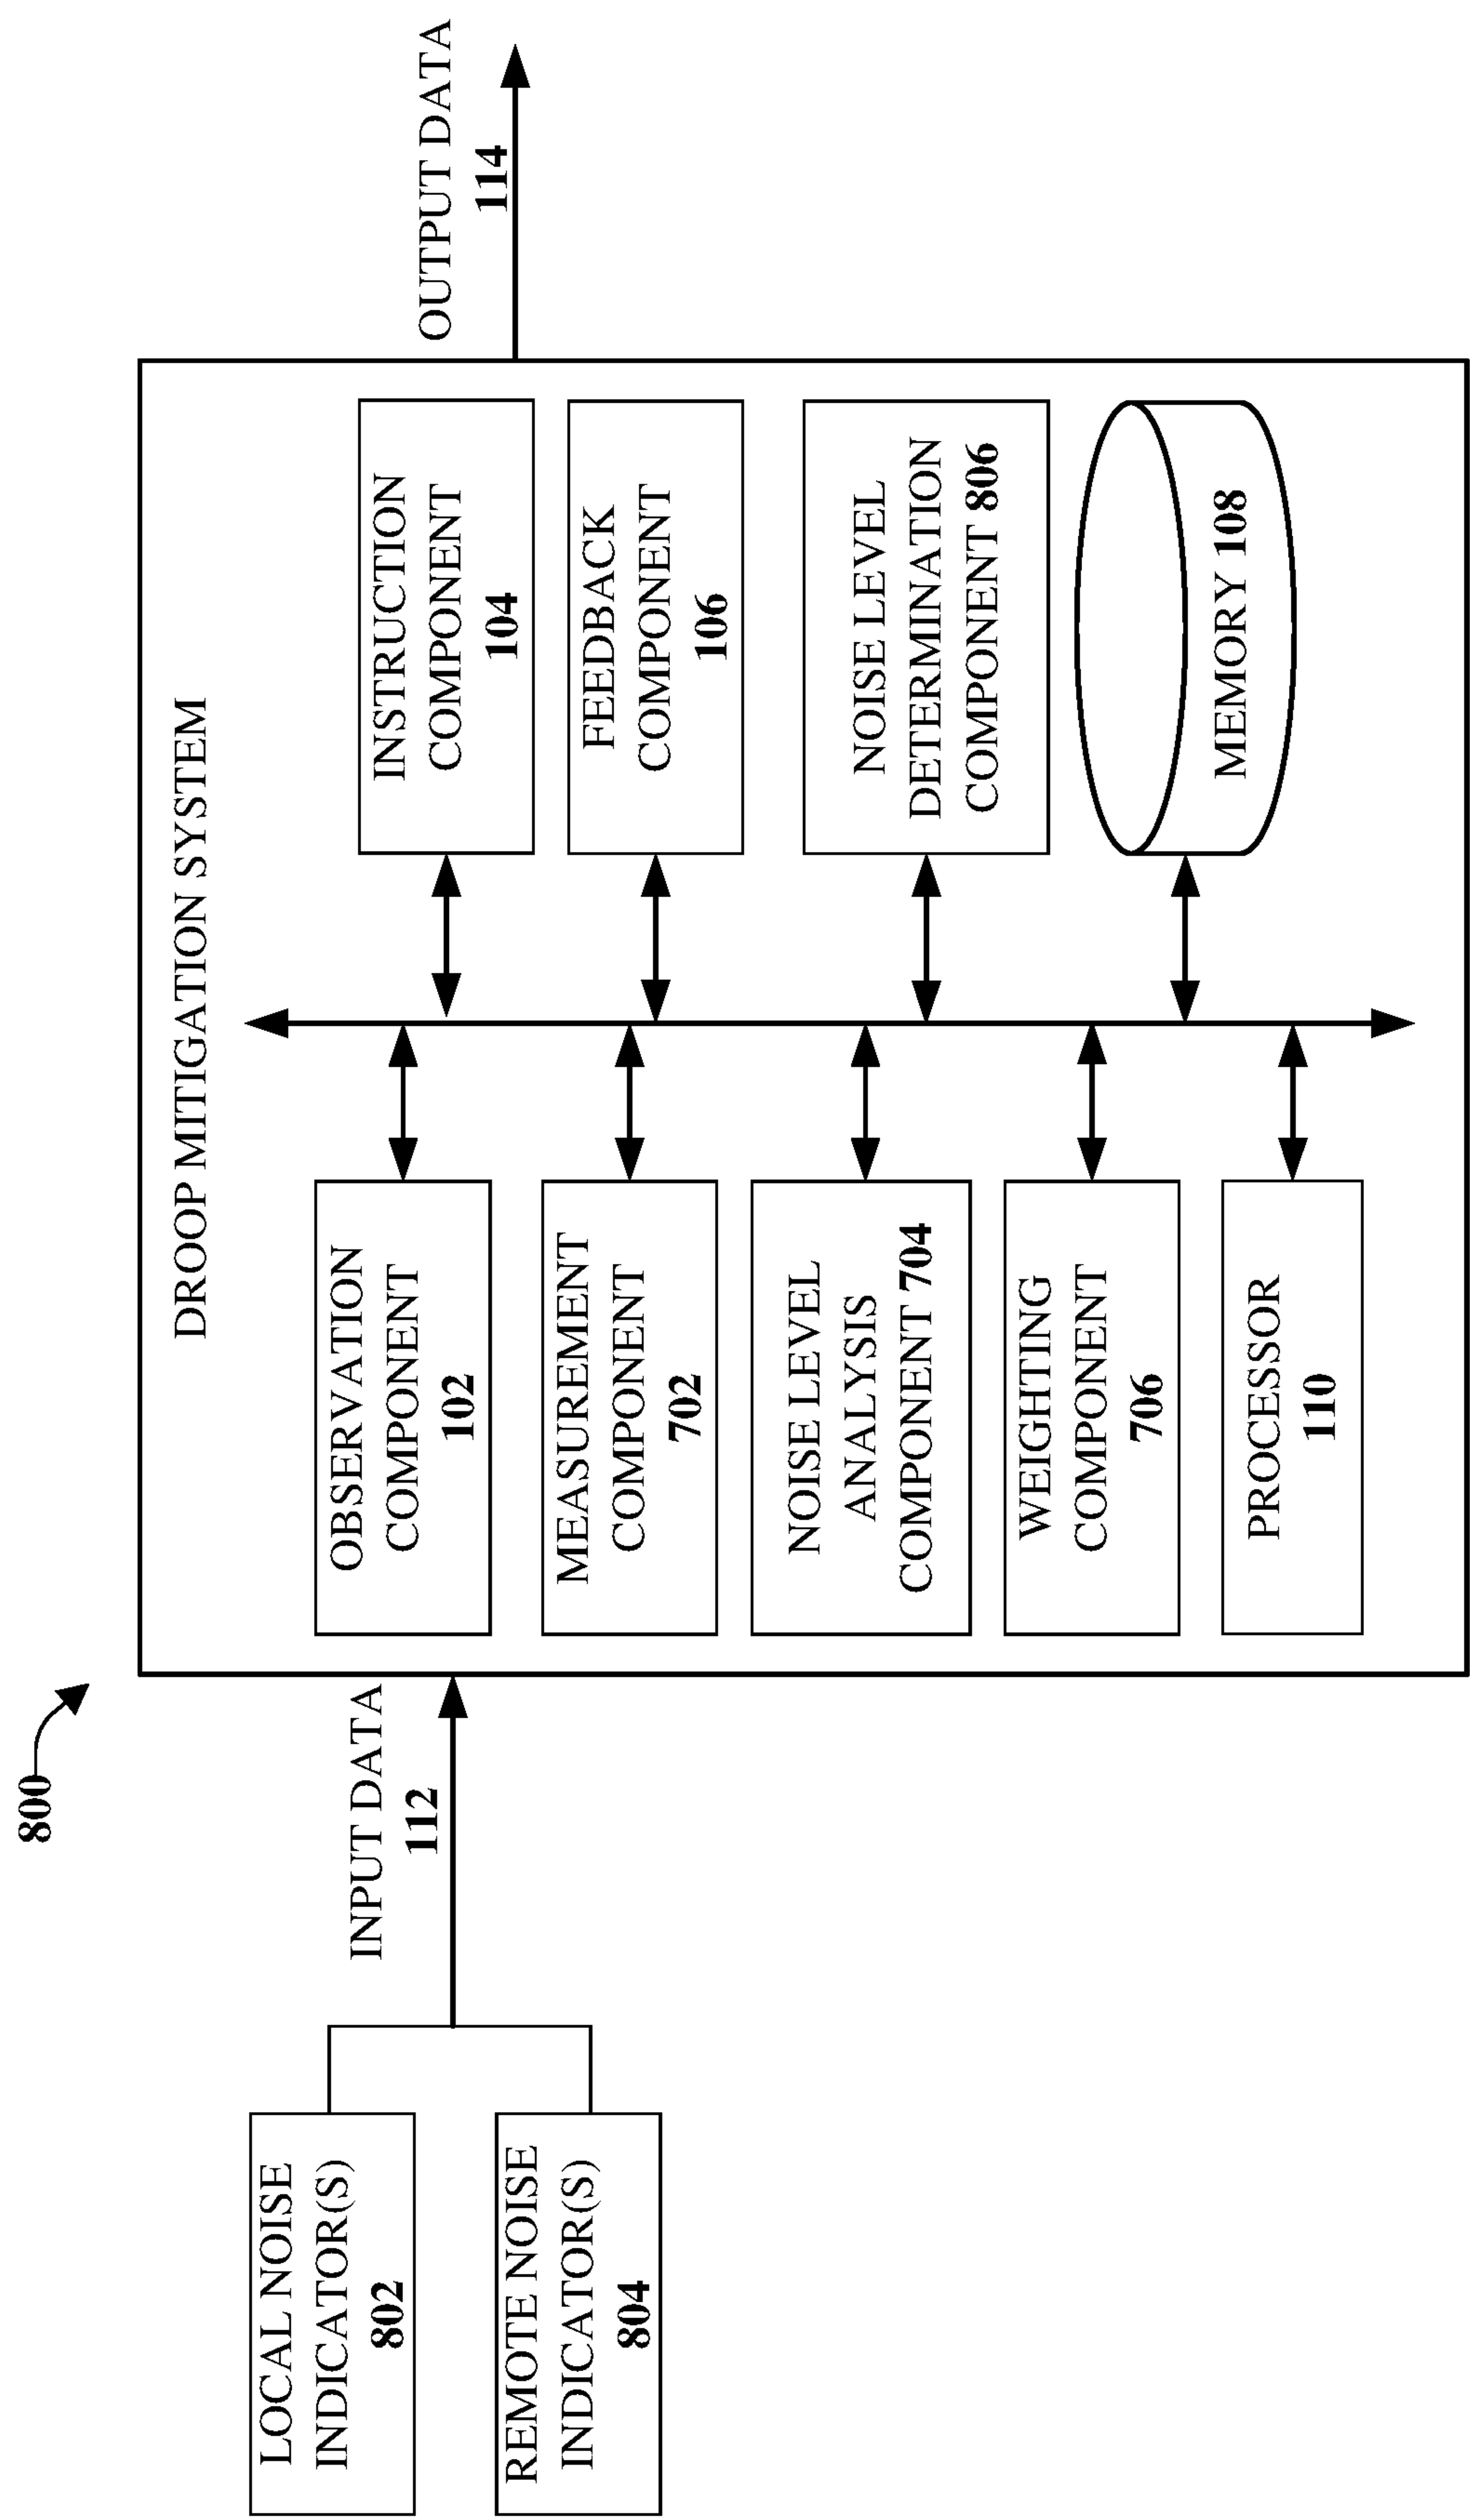 800
DROOP MITIGATION SYSTEM
LOCAL NOISE
INDICATOR(S)
802
REMOTE NOISE
INDICATOR(S)
804
INPUT DATA
112
OBSERVATION
COMPONENT
102
MEASUREMENT
COMPONENT
702
NOISE LEVEL
ANALYSIS
COMPONENT 704
WEIGHTING
COMPONENT
706
PROCESSOR
110
INSTRUCTION
COMPONENT
104
FEEDBACK
COMPONENT
106
NOISE LEVEL
DETERMINATION
COMPONENT 806
MEMORY 108
OUTPUT DATA
114